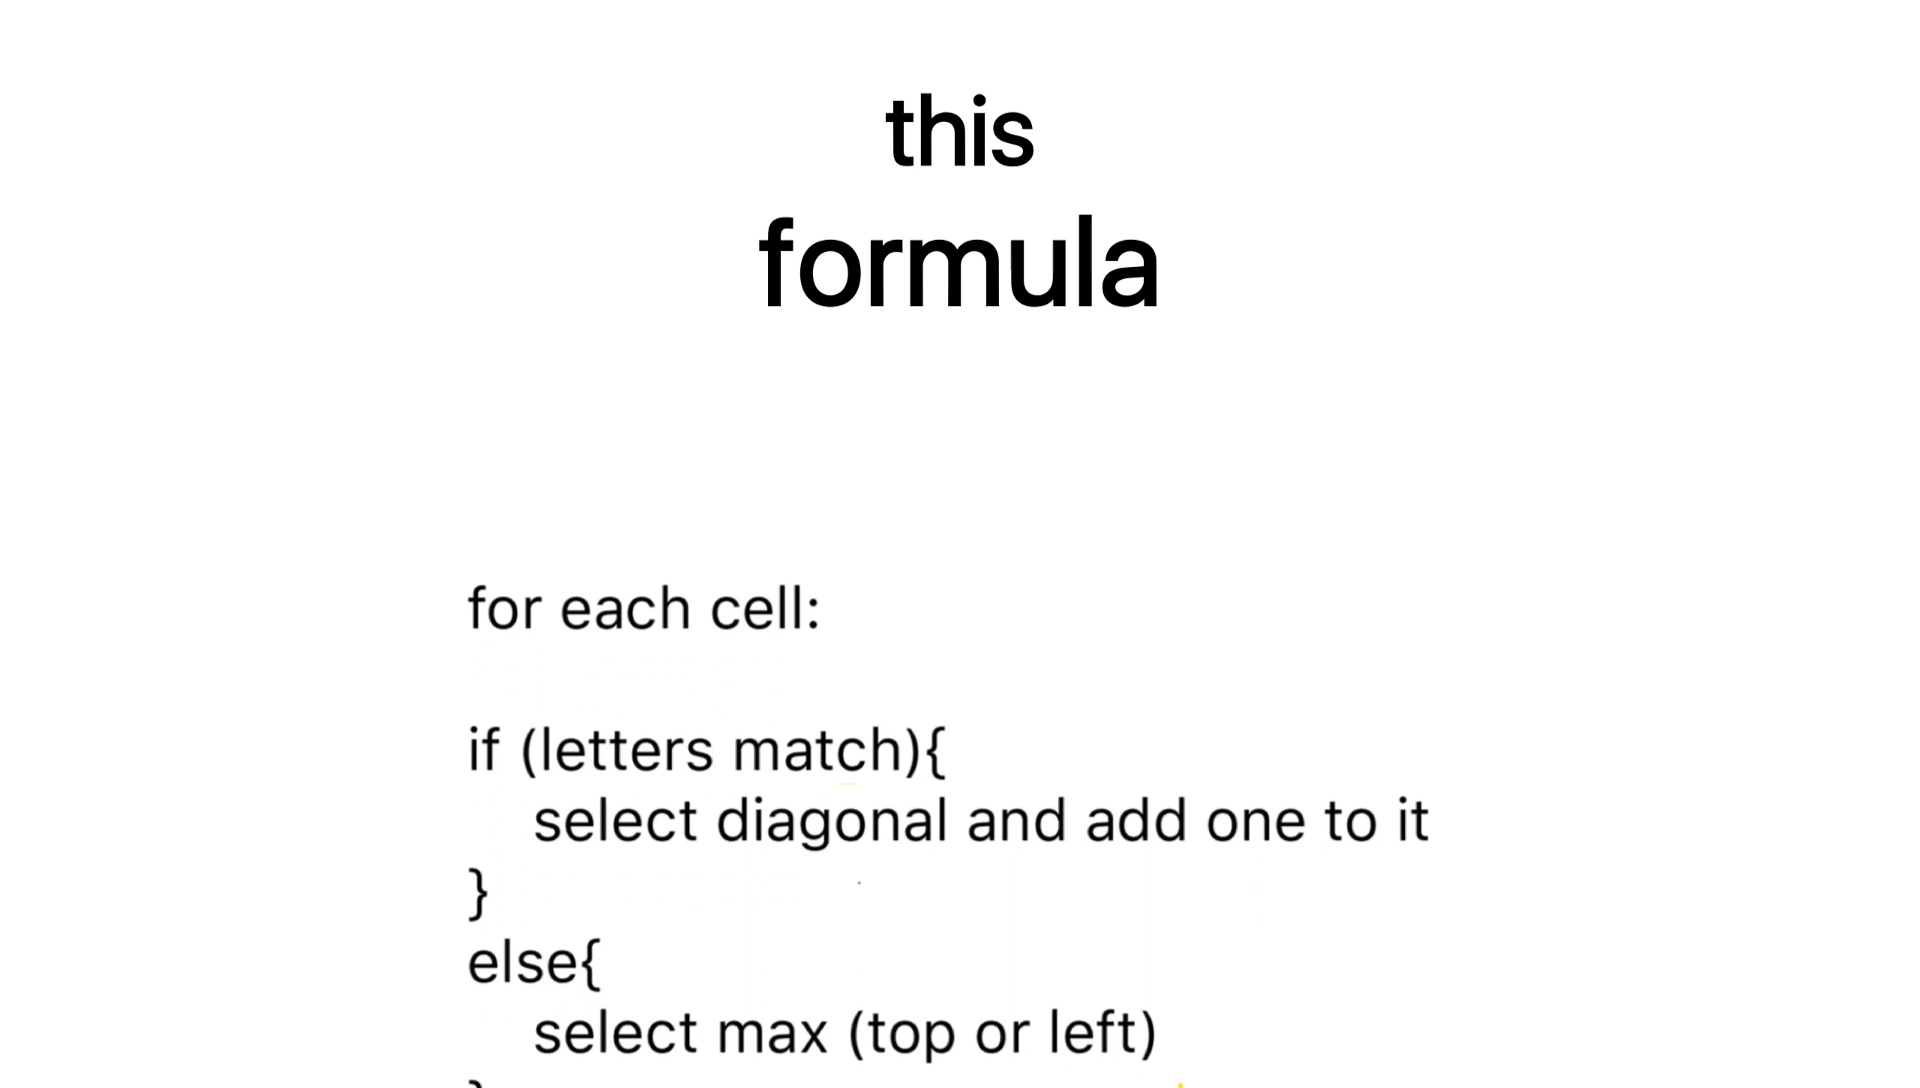 this
formula
for each cell:
if (letters match){
select diagonal and add one to it
}
else{
select max (top or left)
}